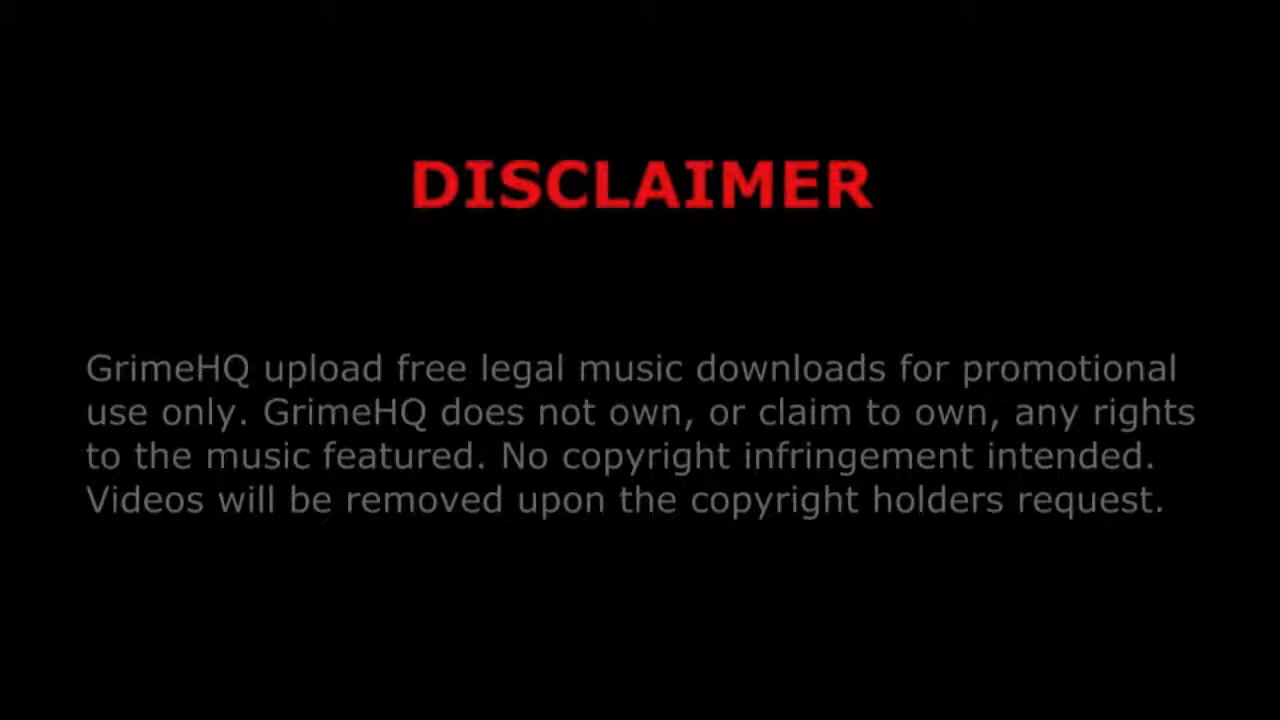 DISCLAIMER
GrimeHQ upload free legal music downloads for promotional
use only. GrimeHQ does not own, or claim to own, any rights
to the music featured. No copyright infringement intended.
Videos will be removed upon the copyright holders request.